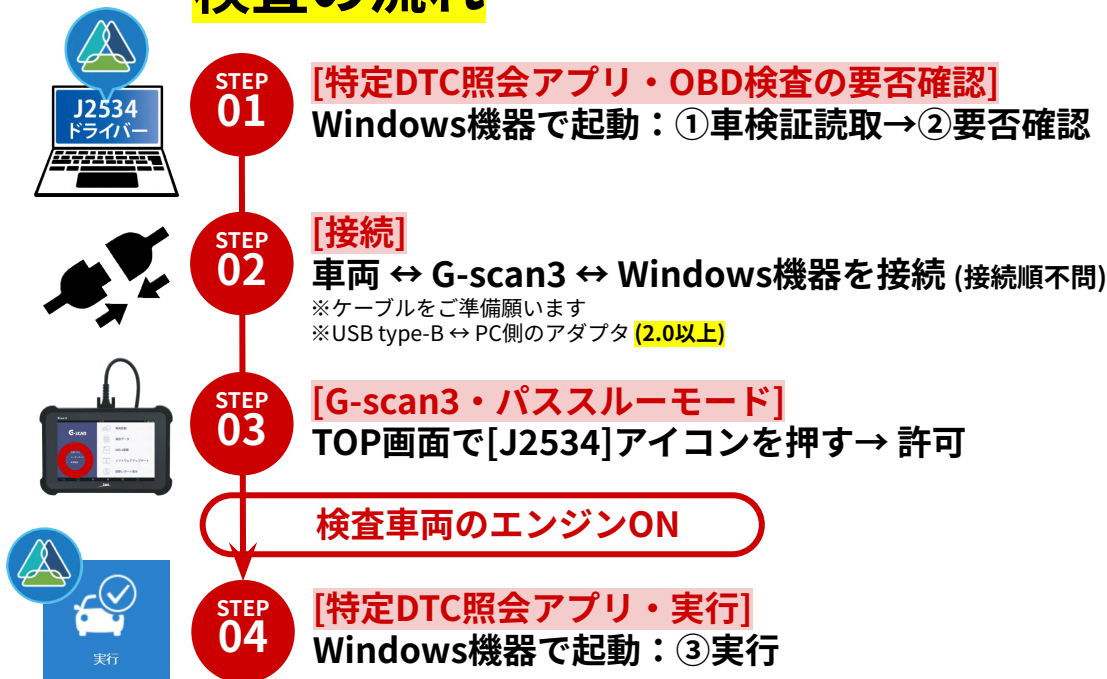 検査の流れ
J2534
ドライバー
STEP
01
[特定DTC照会アプリ・OBD検査の要否確認]
Windows機器で起動：①車検証読取→②要否確認
STEP
02
[接続]
車両 ↔ G-scan3 ↔ Windows機器を接続 (接続順不問)
※ケーブルをご準備願います
※USB type-B ↔ PC側のアダプタ (2.0以上)
G-scan
STEP
03
[G-scan3・パススルーモード]
TOP画面で[J2534]アイコンを押す→ 許可
検査車両のエンジンON
実行
STEP
04
[特定DTC照会アプリ・実行]
Windows機器で起動：③実行